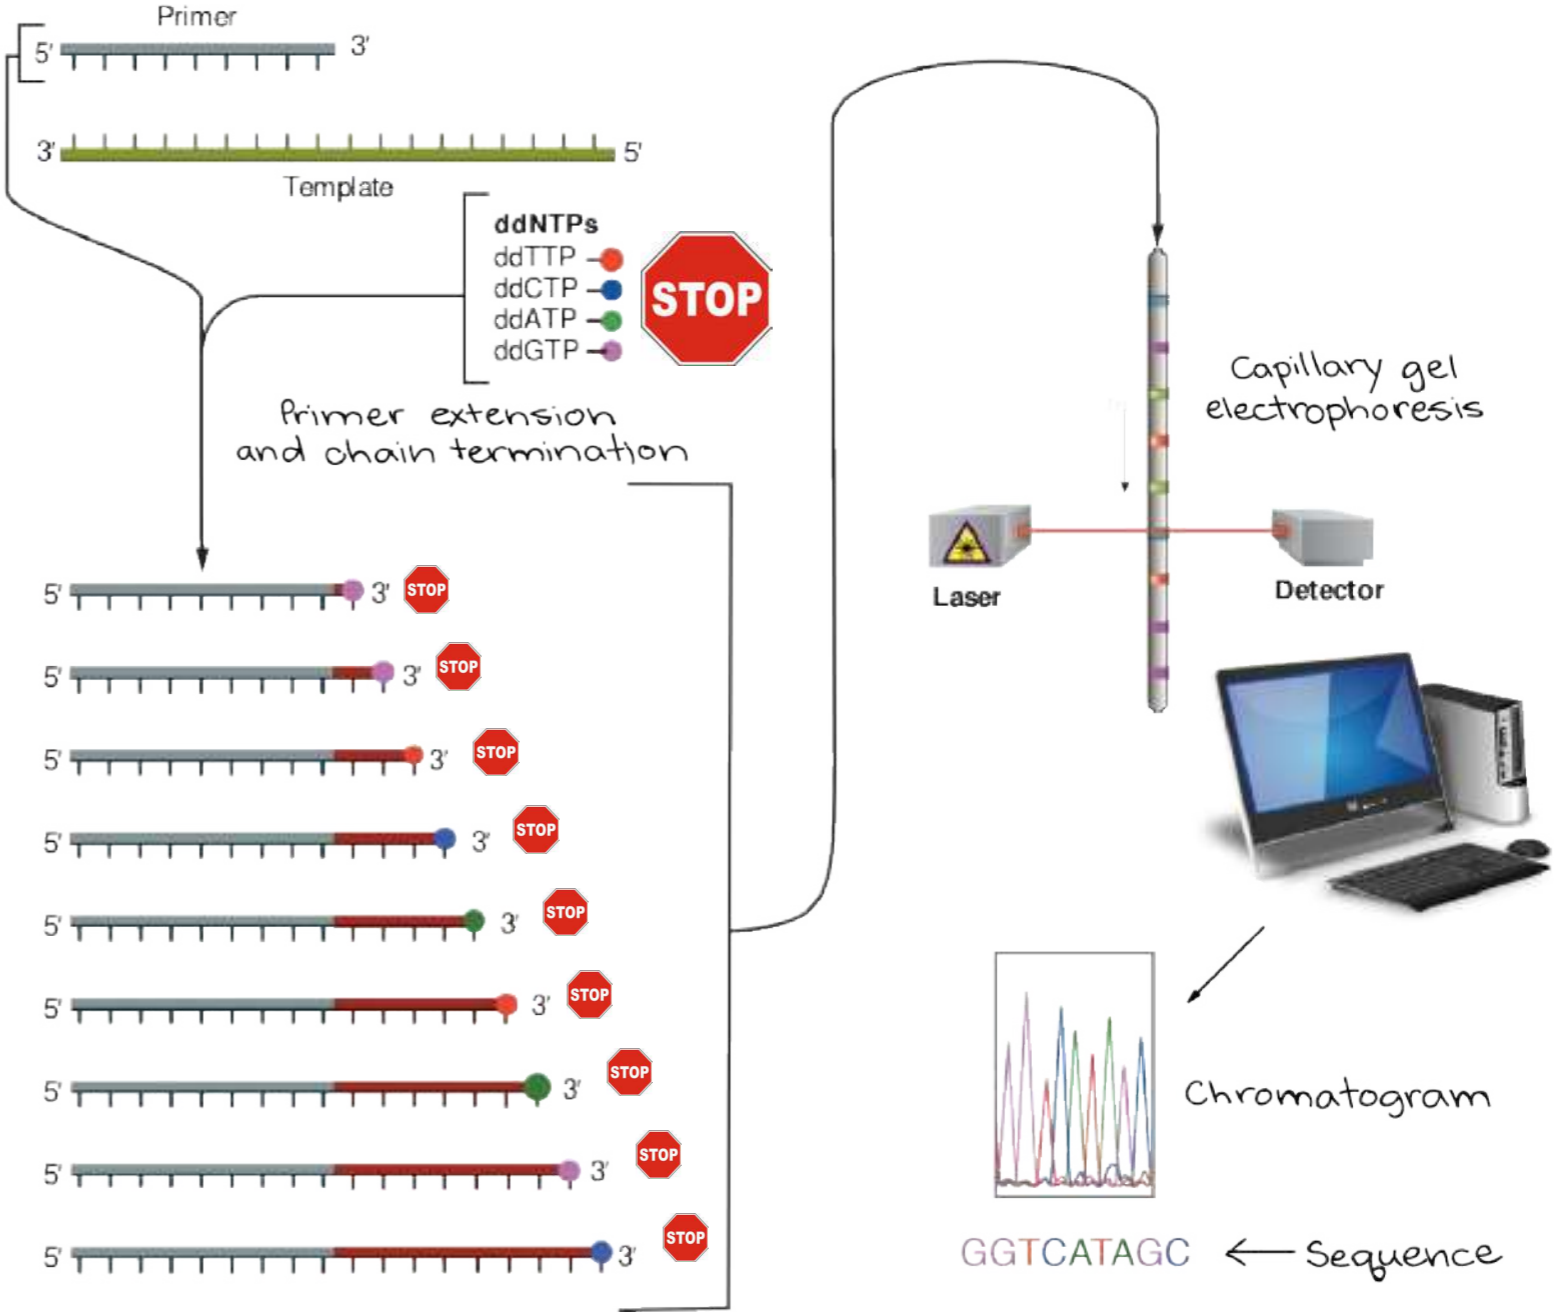 Primer
5' 3'
3' 5'
Template
ddNTPs
ddTTP
ddCTP
ddATP
ddGTP
STOP
Primer extension
and chain termination
5' 3' STOP
5' 3' STOP
5' 3' STOP
5' 3' STOP
5' 3' STOP
5' 3' STOP
5' 3' STOP
5' 3' STOP
5' 3' STOP
Capillary gel
electrophoresis
Laser
Detector
Chromatogram
GGTCATAGC ← Sequence